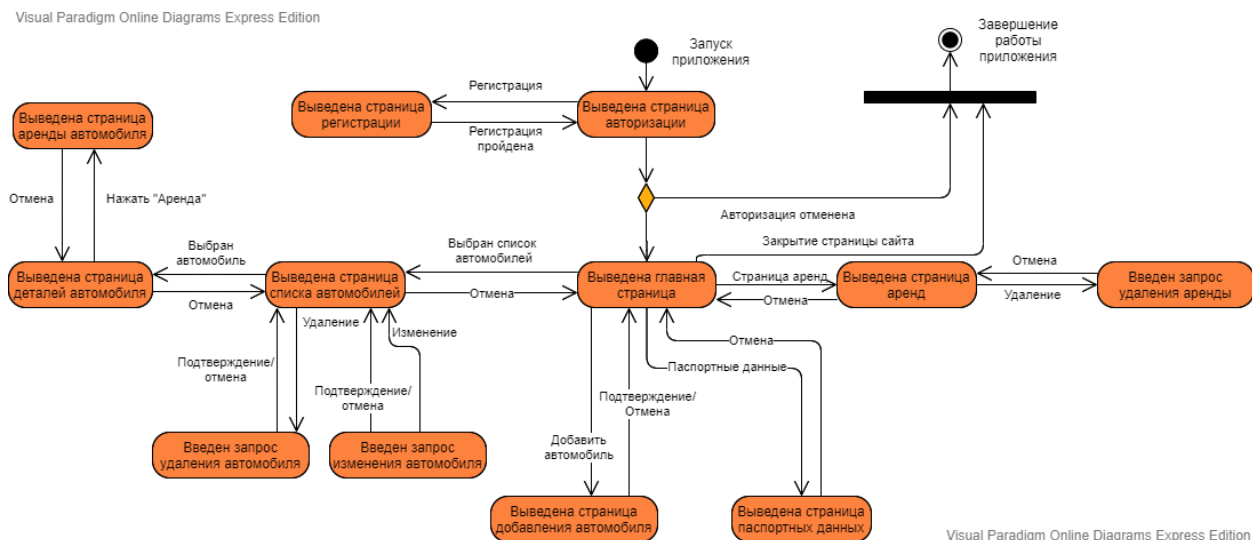 Visual Paradigm Online Diagrams Express Edition
Запуск
приложения
Завершение
работы
приложения
Выведена страница
регистрации
Регистрация
Регистрация
пройдена
Выведена страница
авторизации
Выведена страница
аренды автомобиля
Отмена
Нажать "Аренда"
Авторизация отменена
Закрытие страницы сайта
Выведена страница
деталей автомобиля
Выбран
автомобиль
Отмена
Выведена страница
списка автомобилей
Выбран список
автомобилей
Отмена
Выведена главная
страница
Страница аренд
Отмена
Выведена страница
аренд
Отмена
Удаление
Введен запрос
удаления аренды
Подтверждение/
отмена
Удаление
Изменение
Подтверждение/
отмена
Отмена
Паспортные данные
Подтверждение/
Отмена
Добавить
автомобиль
Введен запрос
удаления автомобиля
Введен запрос
изменения автомобиля
Выведена страница
добавления автомобиля
Выведена страница
паспортных данных
Visual Paradigm Online Diagrams Express Edition